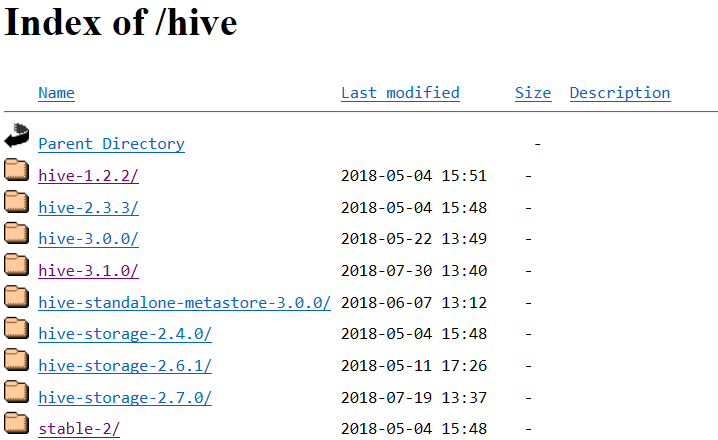 Index of /hive
Name Last modified Size Description
Parent Directory -
hive-1.2.2/ 2018-05-04 15:51 -
hive-2.3.3/ 2018-05-04 15:48 -
hive-3.0.0/ 2018-05-22 13:49 -
hive-3.1.0/ 2018-07-30 13:40 -
hive-standalone-metastore-3.0.0/ 2018-06-07 13:12 -
hive-storage-2.4.0/ 2018-05-04 15:48 -
hive-storage-2.6.1/ 2018-05-11 17:26 -
hive-storage-2.7.0/ 2018-07-19 13:37 -
stable-2/ 2018-05-04 15:48 -